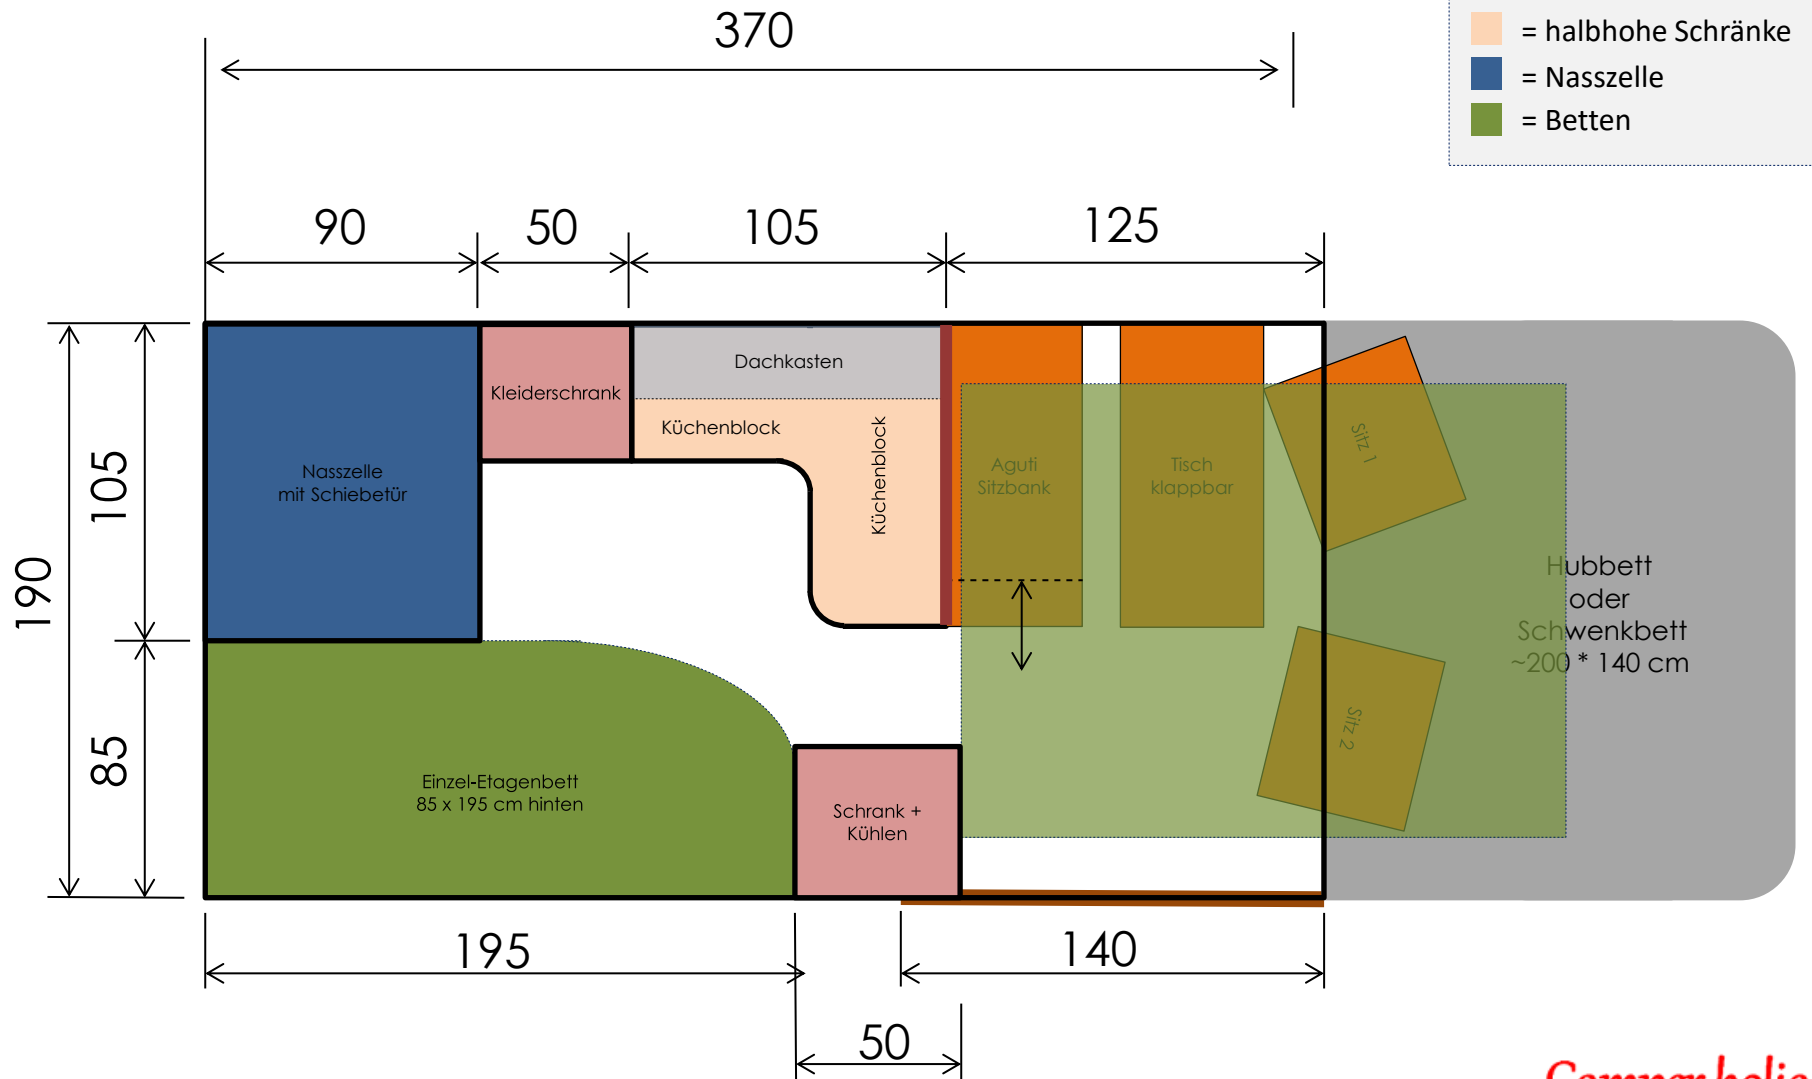 370
= halbhohe Schränke
= Nasszelle
= Betten
90
50
105
125
Dachkasten
Kleiderschrank
Küchenblock
Küchenblock
Nasszelle
mit Schiebetür
Aguti
Sitzbank
Tisch
klappbar
Sitz 1
105
190
85
Hubbett
oder
Schwenkbett
~200 * 140 cm
Sitz 2
Einzel-Etagenbett
85 x 195 cm hinten
Schrank +
Kühlen
195
140
50